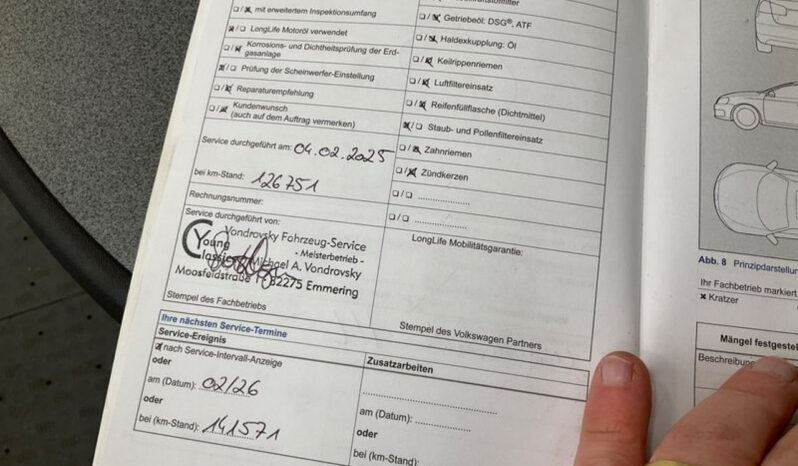 mit erweitertem Inspektionsumfang
LongLife Motoröl verwendet
Korrosions- und Dichtheitsprüfung der Erd-
gasanlage
Prüfung der Scheinwerfer-Einstellung
Reparaturempfehlung
Kundenwunsch
(auch auf dem Auftrag vermerken)
Service durchgeführt am: 04.02.2025
bei km-Stand: 126751
Rechnungsnummer:
Service durchgeführt von:
Young
Classics
Vondrovsky Fahrzeug-Service
- Meisterbetrieb -
Michael A. Vondrovsky
82275 Emmering
Stempel des Fachbetriebs
Getriebeöl: DSG®, ATF
Haldexkupplung: Öl
Keilrippenriemen
Luftfiltereinsatz
Reifenfüllflasche (Dichtmittel)
Staub- und Pollenfiltereinsatz
Zahnriemen
Zündkerzen
LongLife Mobilitätsgarantie:
Stempel des Volkswagen Partners
Ihre nächsten Service-Termine
Service-Ereignis
nach Service-Intervall-Anzeige
oder
am (Datum): 02/26
oder
bei (km-Stand): 141571
Zusatzarbeiten
am (Datum):
oder
bei (km-Stand):
Abb. 8 Prinzipdarstellun
Ihr Fachbetrieb markiert
Kratzer
Mängel festgestel
Beschreibung